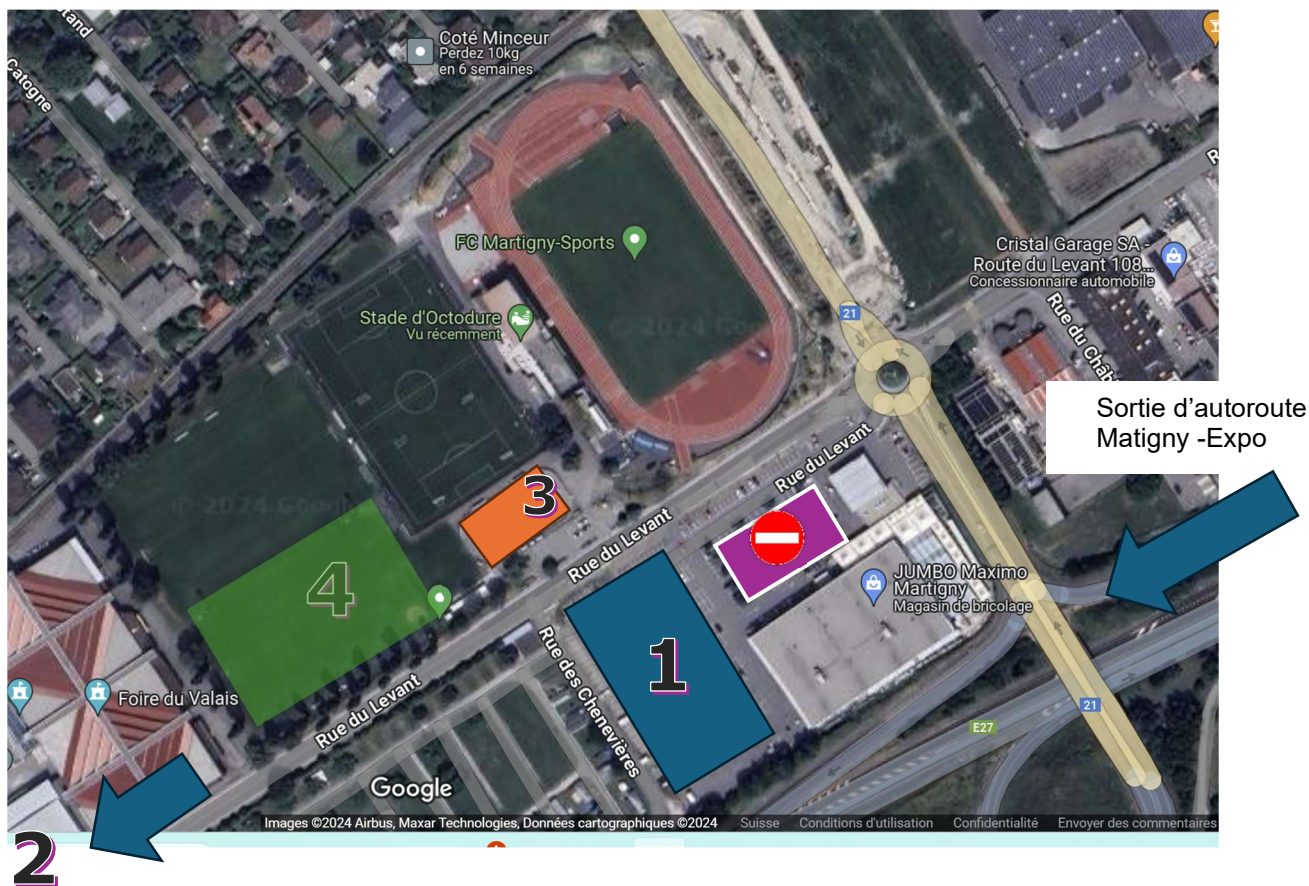 stand
Catogne
Coté Minceur
Perdez 10kg
en 6 semaines
FC Martigny-Sports
Stade d'Octodure
Vu récemment
21
Cristal Garage SA -
Route du Levant 108...
Concessionnaire automobile
Rue du Châbl
Sortie d'autoroute
Matigny -Expo
Rue du Levant
3
Rue du Levant
JUMBO Maximo
Martigny
Magasin de bricolage
4
1
Rue des Chenevières
Foire du Valais
Rue du Levant
21
E27
Google
Images ©2024 Airbus, Maxar Technologies, Données cartographiques ©2024 Suisse Conditions d'utilisation Confidentialité Envoyer des commentaires
2